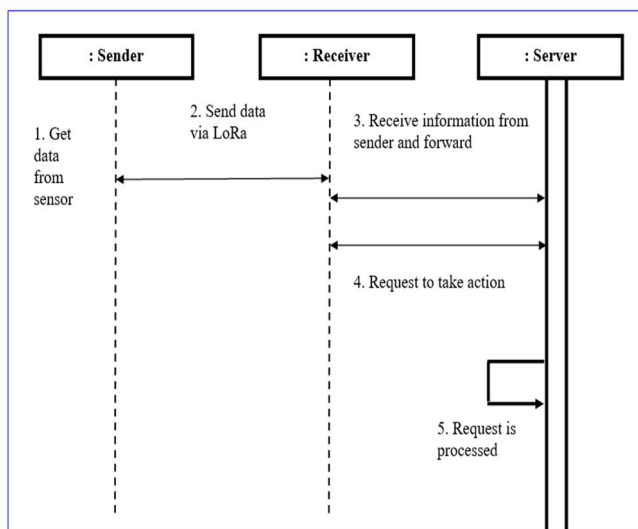 : Sender
: Receiver
: Server
1. Get
data
from
sensor
2. Send data
via LoRa
3. Receive information from
sender and forward
4. Request to take action
5. Request is
processed